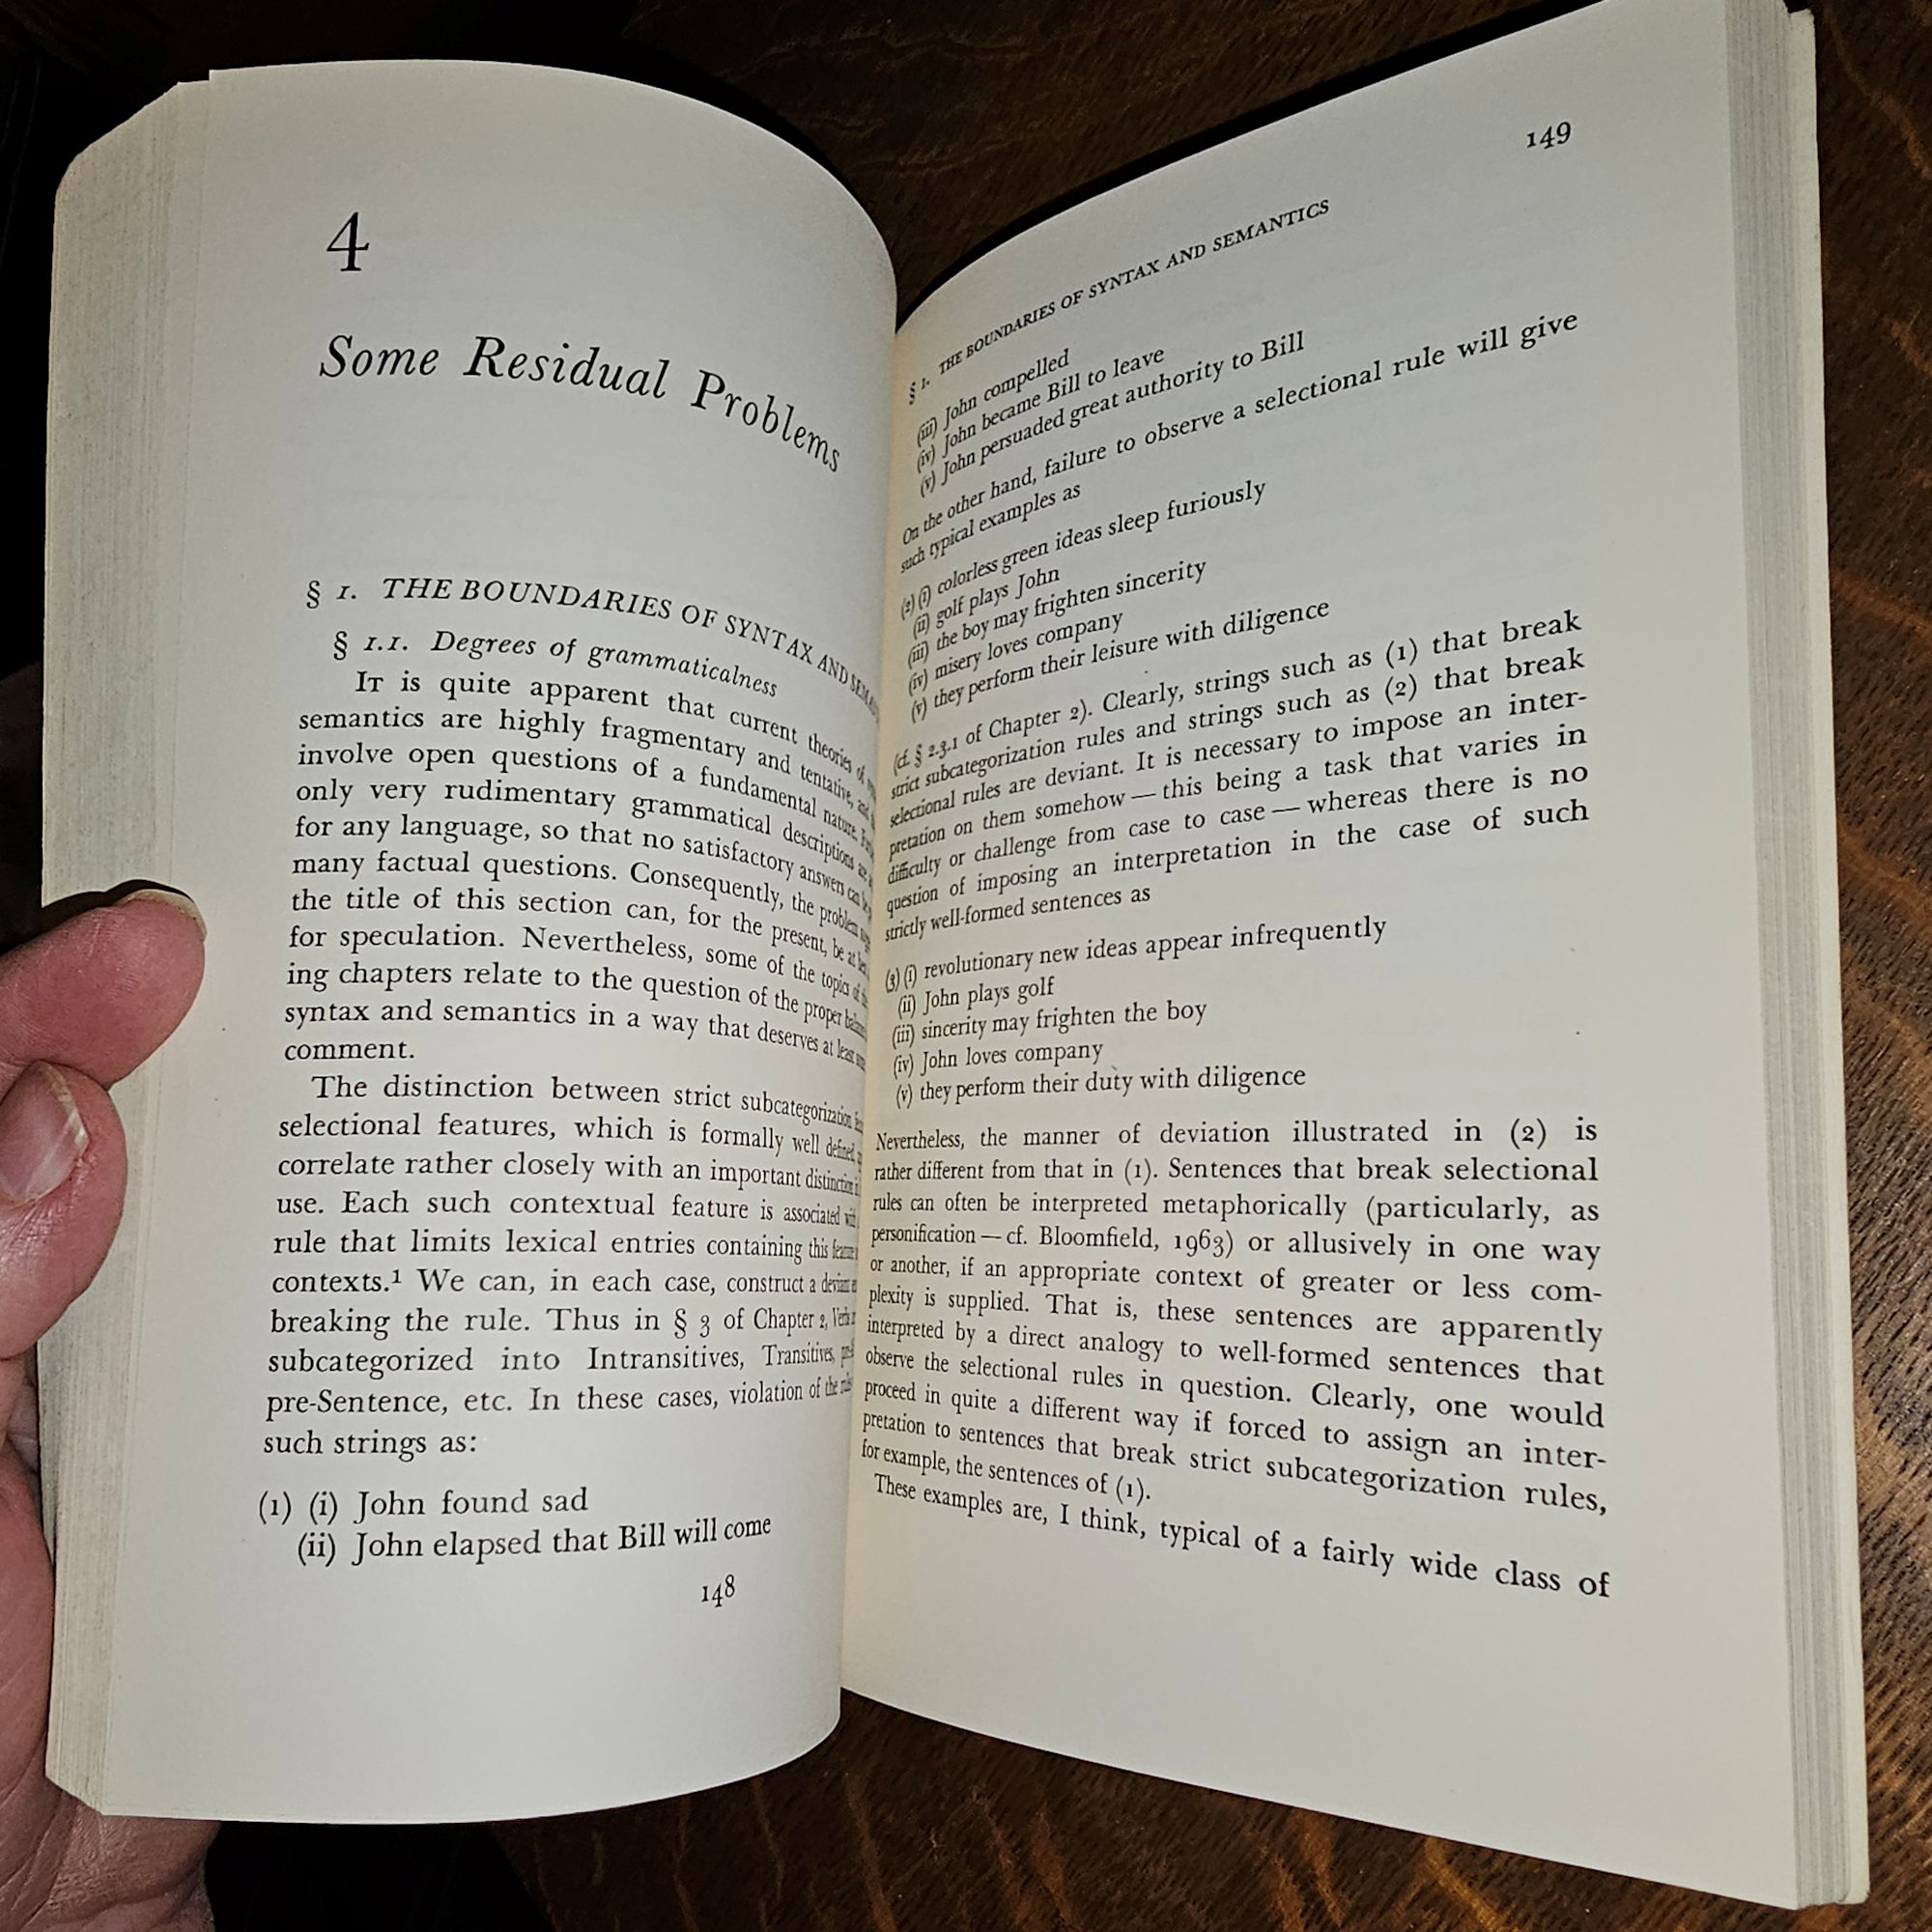 4
Some Residual Problems
§ 1. THE BOUNDARIES OF SYNTAX AND
§ 1.1. Degrees of grammaticalness
IT is quite apparent that current theories of
semantics are highly fragmentary and tentative, and
involve open questions of a fundamental nature.
only very rudimentary grammatical descriptions are
for any language, so that no satisfactory answers can be
many factual questions. Consequently, the problem
the title of this section can, for the present, be at
for speculation. Nevertheless, some of the topics of
ing chapters relate to the question of the proper
syntax and semantics in a way that deserves at least
comment.
The distinction between strict subcategorization
selectional features, which is formally well defined,
correlate rather closely with an important distinction
use. Each such contextual feature is associated with
rule that limits lexical entries containing this feature
contexts.¹ We can, in each case, construct a deviant
breaking the rule. Thus in § 3 of Chapter 2, Verbs
subcategorized into Intransitives, Transitives,
pre-Sentence, etc. In these cases, violation of the rules
such strings as:
(1) (i) John found sad
(ii) John elapsed that Bill will come
148
149
§ 1. THE BOUNDARIES OF SYNTAX AND SEMANTICS
(iii) John compelled
(iv) John became Bill to leave
(v) John persuaded great authority to Bill
On the other hand, failure to observe a selectional rule will give
such typical examples as
(2) (i) colorless green ideas sleep furiously
(ii) golf plays John
(iii) the boy may frighten sincerity
(iv) misery loves company
(v) they perform their leisure with diligence
(cf. § 2.3.1 of Chapter 2). Clearly, strings such as (1) that break
strict subcategorization rules and strings such as (2) that break
selectional rules are deviant. It is necessary to impose an inter-
pretation on them somehow — this being a task that varies in
difficulty or challenge from case to case — whereas there is no
question of imposing an interpretation in the case of such
strictly well-formed sentences as
(3) (i) revolutionary new ideas appear infrequently
(ii) John plays golf
(iii) sincerity may frighten the boy
(iv) John loves company
(v) they perform their duty with diligence
Nevertheless, the manner of deviation illustrated in (2) is
rather different from that in (1). Sentences that break selectional
rules can often be interpreted metaphorically (particularly, as
personification — cf. Bloomfield, 1963) or allusively in one way
or another, if an appropriate context of greater or less com-
plexity is supplied. That is, these sentences are apparently
interpreted by a direct analogy to well-formed sentences that
observe the selectional rules in question. Clearly, one would
proceed in quite a different way if forced to assign an inter-
pretation to sentences that break strict subcategorization rules,
for example, the sentences of (1).
These examples are, I think, typical of a fairly wide class of